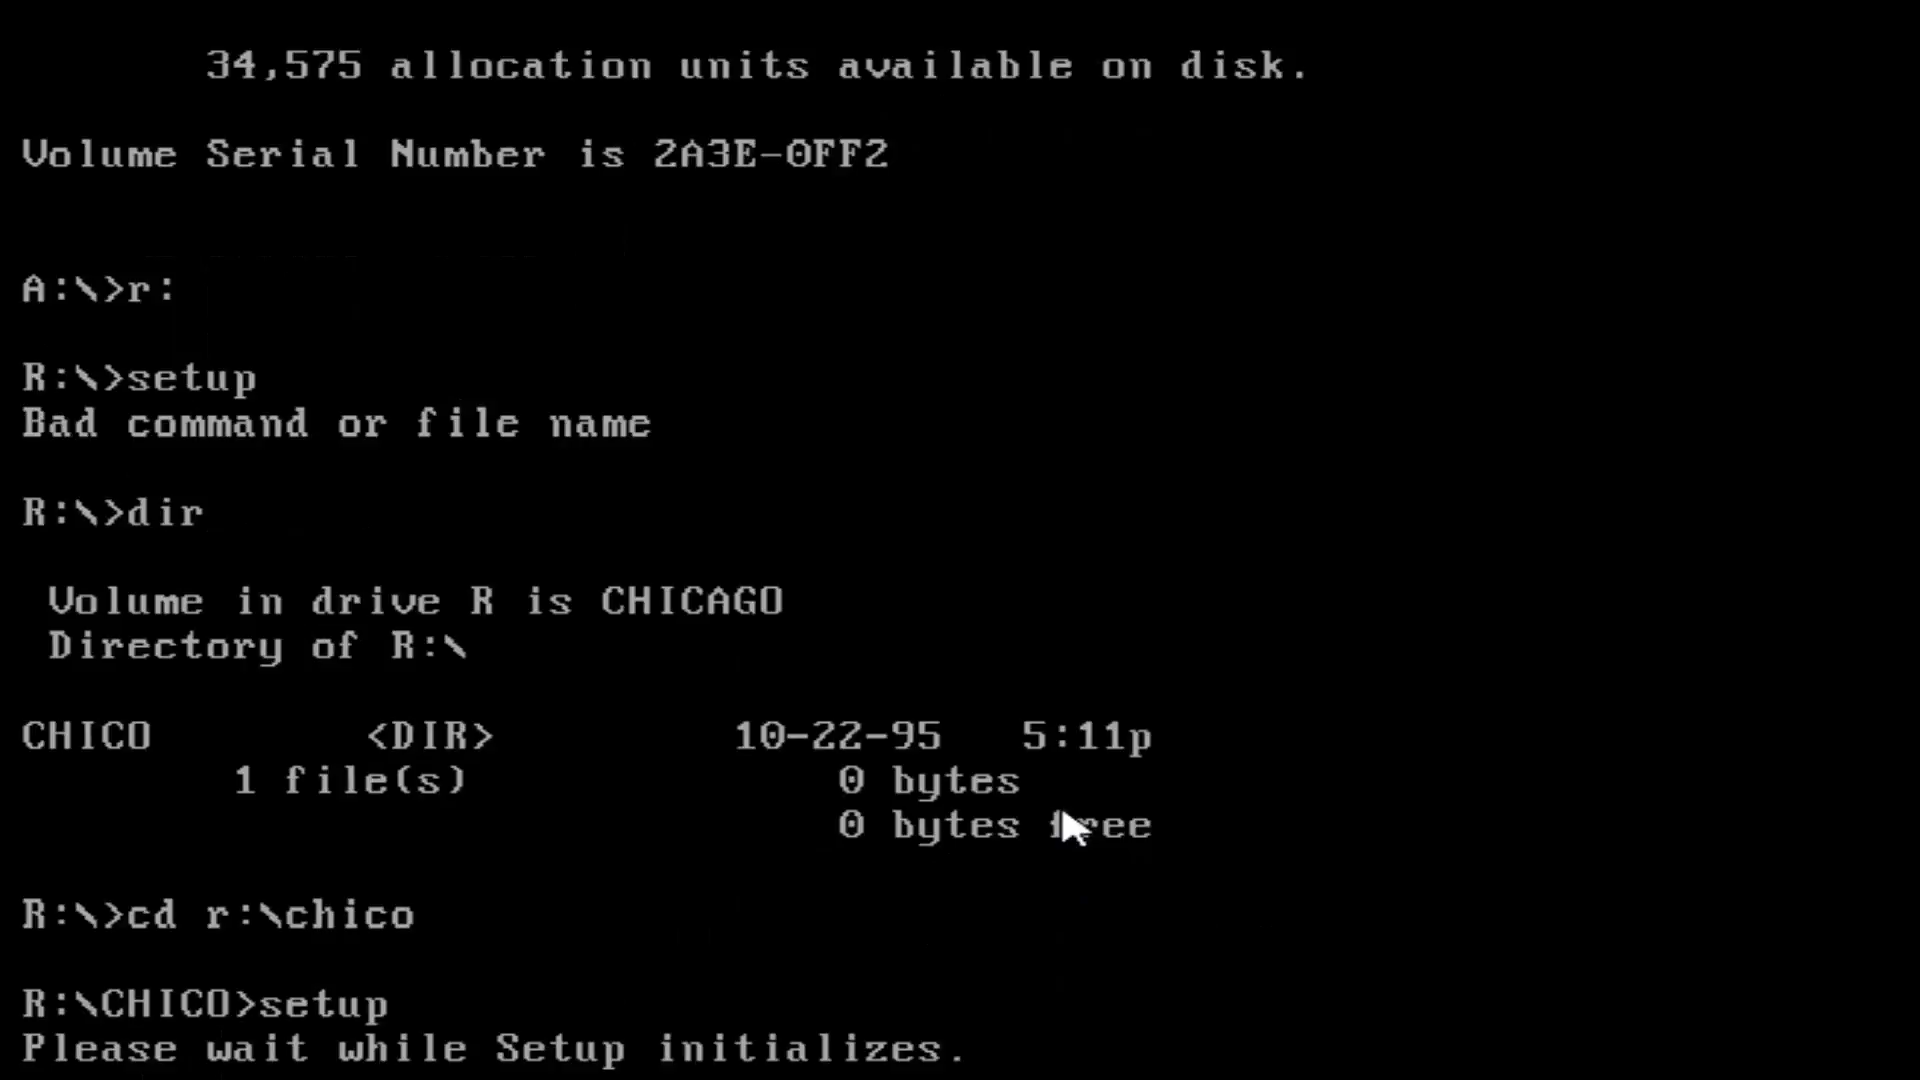 34,575 allocation units available on disk.
Volume Serial Number is 2A3E-0FF2
A:\>r:
R:\>setup
Bad command or file name
R:\>dir
Volume in drive R is CHICAGO
Directory of R:\
CHICO <DIR> 10-22-95 5:11p
1 file(s) 0 bytes
0 bytes free
R:\>cd r:\chico
R:\CHICO>setup
Please wait while Setup initializes.